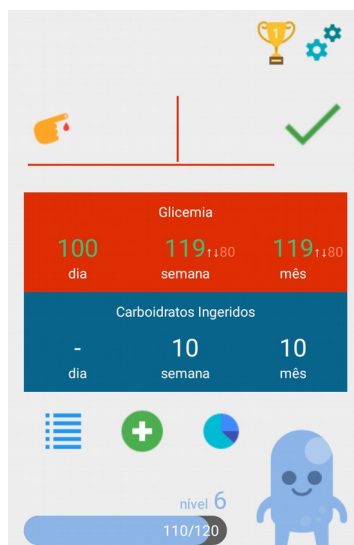 1
Glicemia
100 119↑↓80 119↑↓80
dia semana mês
Carboidratos Ingeridos
- 10 10
dia semana mês
nível 6
110/120